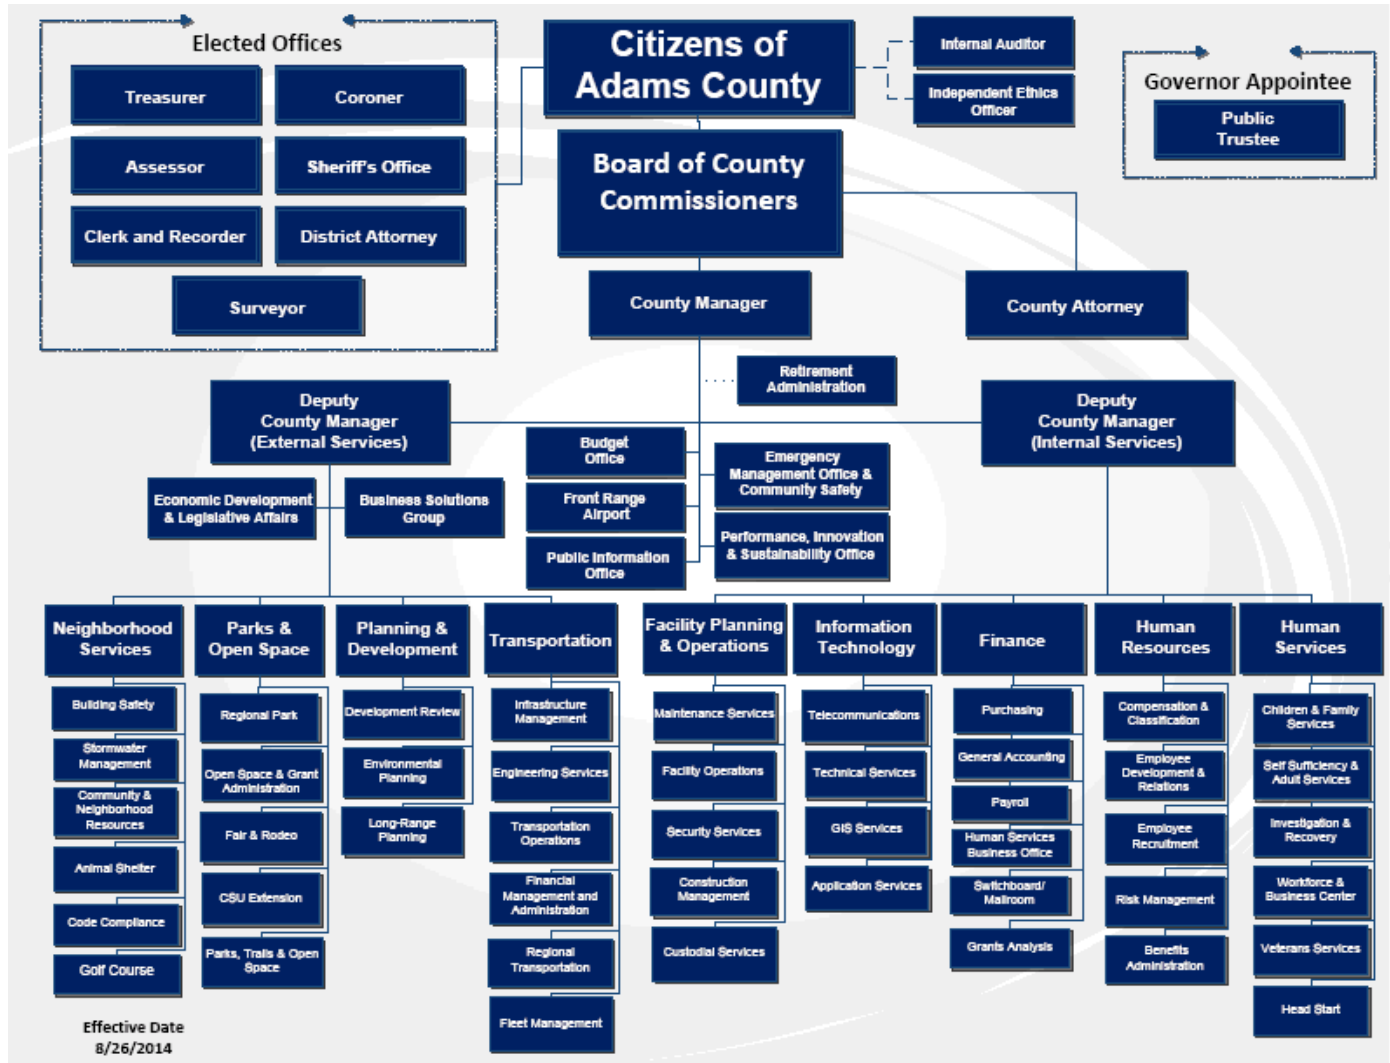 Elected Offices
Treasurer
Coroner
Assessor
Sheriff's Office
Clerk and Recorder
District Attorney
Surveyor
Citizens of
Adams County
Internal Auditor
Independent Ethics
Officer
Governor Appointee
Public
Trustee
Board of County
Commissioners
County Manager
County Attorney
Retirement
Administration
Deputy
County Manager
(External Services)
Deputy
County Manager
(Internal Services)
Budget
Office
Emergency
Management Office &
Community Safety
Front Range
Airport
Performance, Innovation
& Sustainability Office
Public Information
Office
Economic Development
& Legislative Affairs
Business Solutions
Group
Neighborhood
Services
Building Safety
Stormwater
Management
Community &
Neighborhood
Resources
Animal Shelter
Code Compliance
Golf Course
Parks &
Open Space
Regional Park
Open Space & Grant
Administration
Fair & Rodeo
CSU Extension
Parks, Trails & Open
Space
Planning &
Development
Development Review
Environmental
Planning
Long-Range
Planning
Transportation
Infrastructure
Management
Engineering Services
Transportation
Operations
Financial
Management and
Administration
Regional
Transportation
Fleet Management
Facility Planning
& Operations
Maintenance Services
Facility Operations
Security Services
Construction
Management
Custodial Services
Information
Technology
Telecommunications
Technical Services
GIS Services
Application Services
Finance
Purchasing
General Accounting
Payroll
Human Services
Business Office
Switchboard/
Mailroom
Grants Analysis
Human
Resources
Compensation &
Classification
Employee
Development &
Relations
Employee
Recruitment
Risk Management
Benefits
Administration
Human
Services
Children & Family
Services
Self Sufficiency &
Adult Services
Investigation &
Recovery
Workforce &
Business Center
Veterans Services
Head Start
Effective Date
8/26/2014